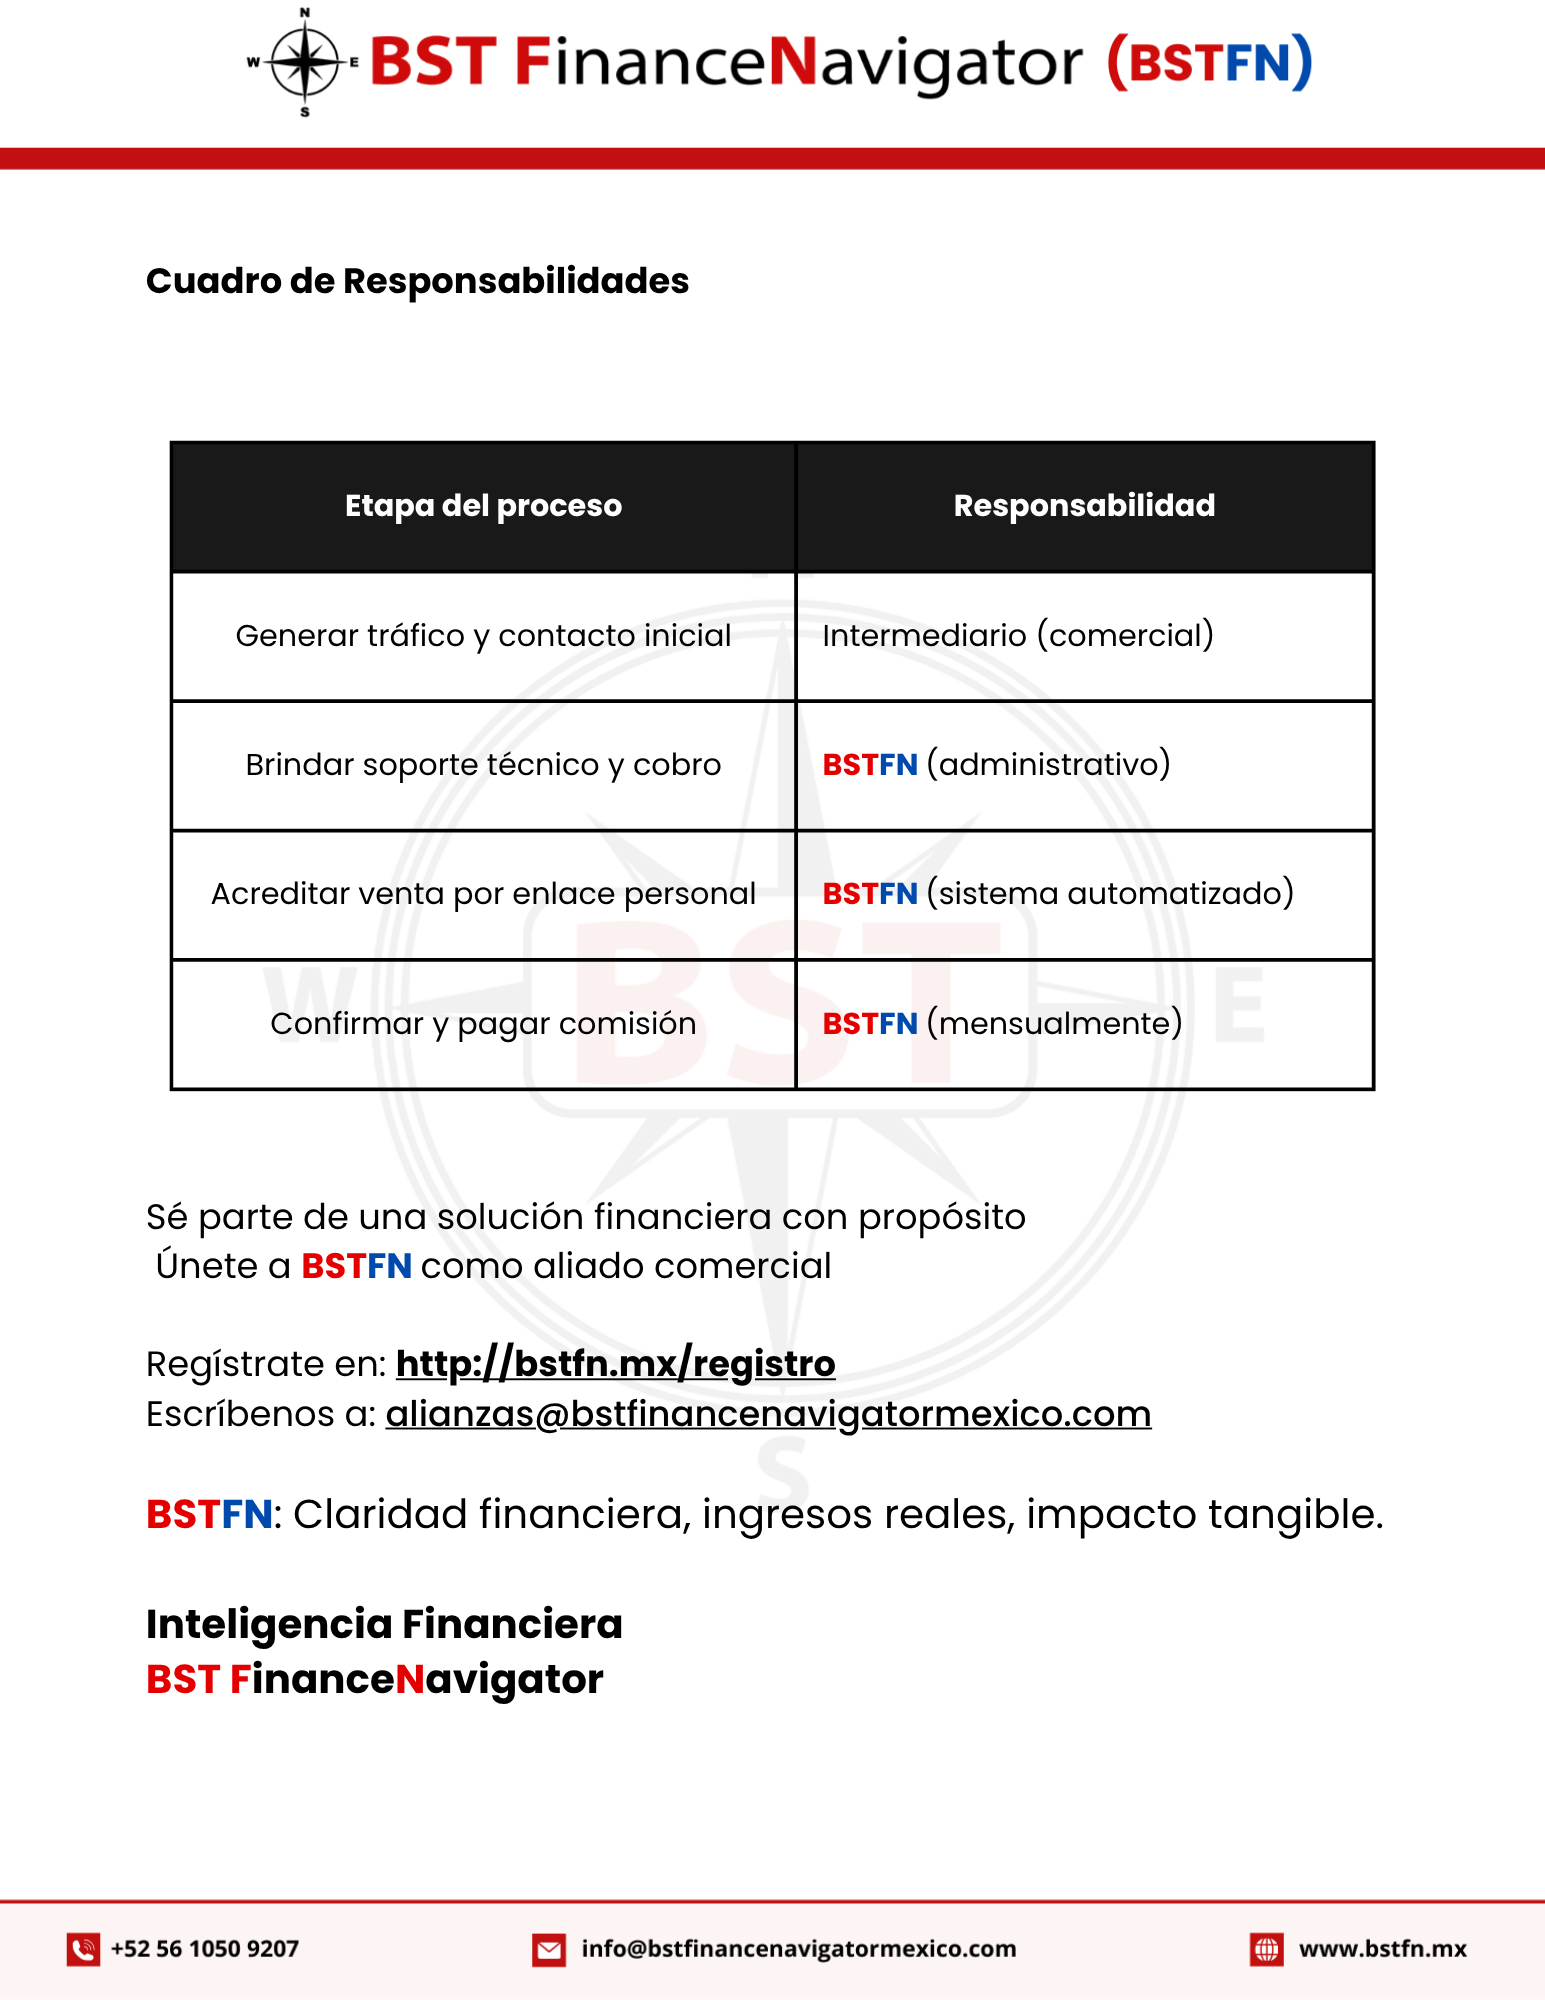 N
W E BST FinanceNavigator (BSTFN)
S
Cuadro de Responsabilidades
Etapa del proceso Responsabilidad
Generar tráfico y contacto inicial Intermediario (comercial)
Brindar soporte técnico y cobro BSTFN (administrativo)
Acreditar venta por enlace personal BSTFN (sistema automatizado)
Confirmar y pagar comisión BSTFN (mensualmente)
W BST E
S
Sé parte de una solución financiera con propósito
Únete a BSTFN como aliado comercial
Regístrate en: http://bstfn.mx/registro
Escríbenos a: alianzas@bstfinancenavigatormexico.com
BSTFN: Claridad financiera, ingresos reales, impacto tangible.
Inteligencia Financiera
BST FinanceNavigator
+52 56 1050 9207 info@bstfinancenavigatormexico.com www.bstfn.mx